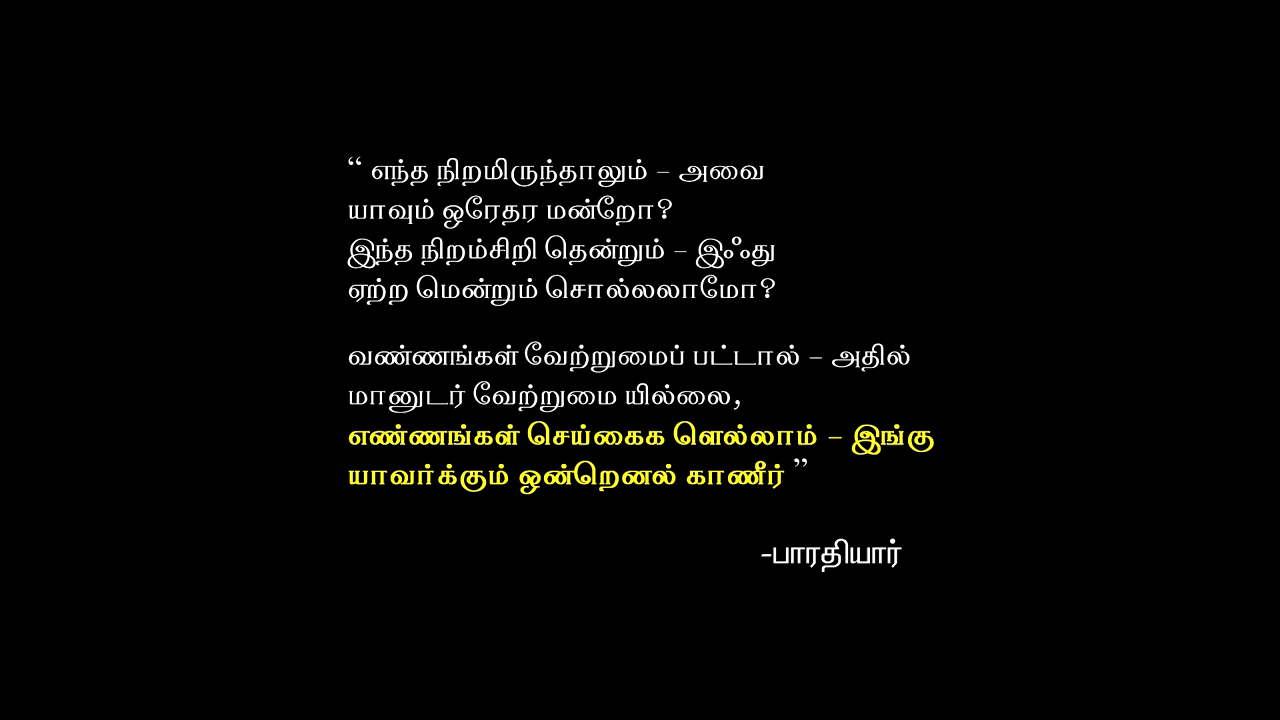 “ எந்த நிறமிருந்தாலும் – அவை
யாவும் ஒரேதர மன்றோ?
இந்த நிறம்சிறி தென்றும் – இஃது
ஏற்ற மென்றும் சொல்லலாமோ?
வண்ணங்கள் வேற்றுமைப் பட்டால் – அதில்
மானுடர் வேற்றுமை யில்லை,
எண்ணங்கள் செய்கைக ளெல்லாம் – இங்கு
யாவர்க்கும் ஒன்றெனல் காணீர் ”
-பாரதியார்